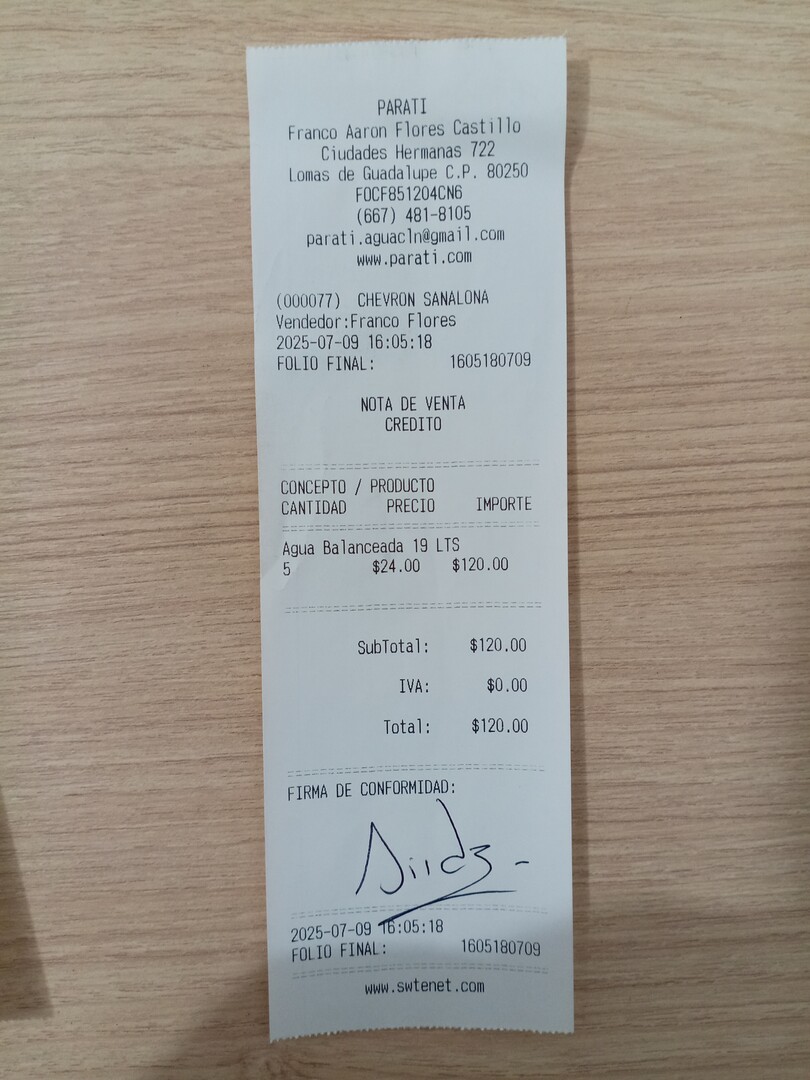 PARATI
Franco Aaron Flores Castillo
Ciudades Hermanas 722
Lomas de Guadalupe C.P. 80250
FOCF851204CN6
(667) 481-8105
parati.aguacln@gmail.com
www.parati.com
(000077) CHEVRON SANALONA
Vendedor:Franco Flores
2025-07-09 16:05:18
FOLIO FINAL: 1605180709
NOTA DE VENTA
CREDITO
CONCEPTO / PRODUCTO
CANTIDAD PRECIO IMPORTE
Agua Balanceada 19 LTS
5 $24.00 $120.00
SubTotal: $120.00
IVA: $0.00
Total: $120.00
FIRMA DE CONFORMIDAD:
2025-07-09 16:05:18
FOLIO FINAL: 1605180709
www.swtenet.com